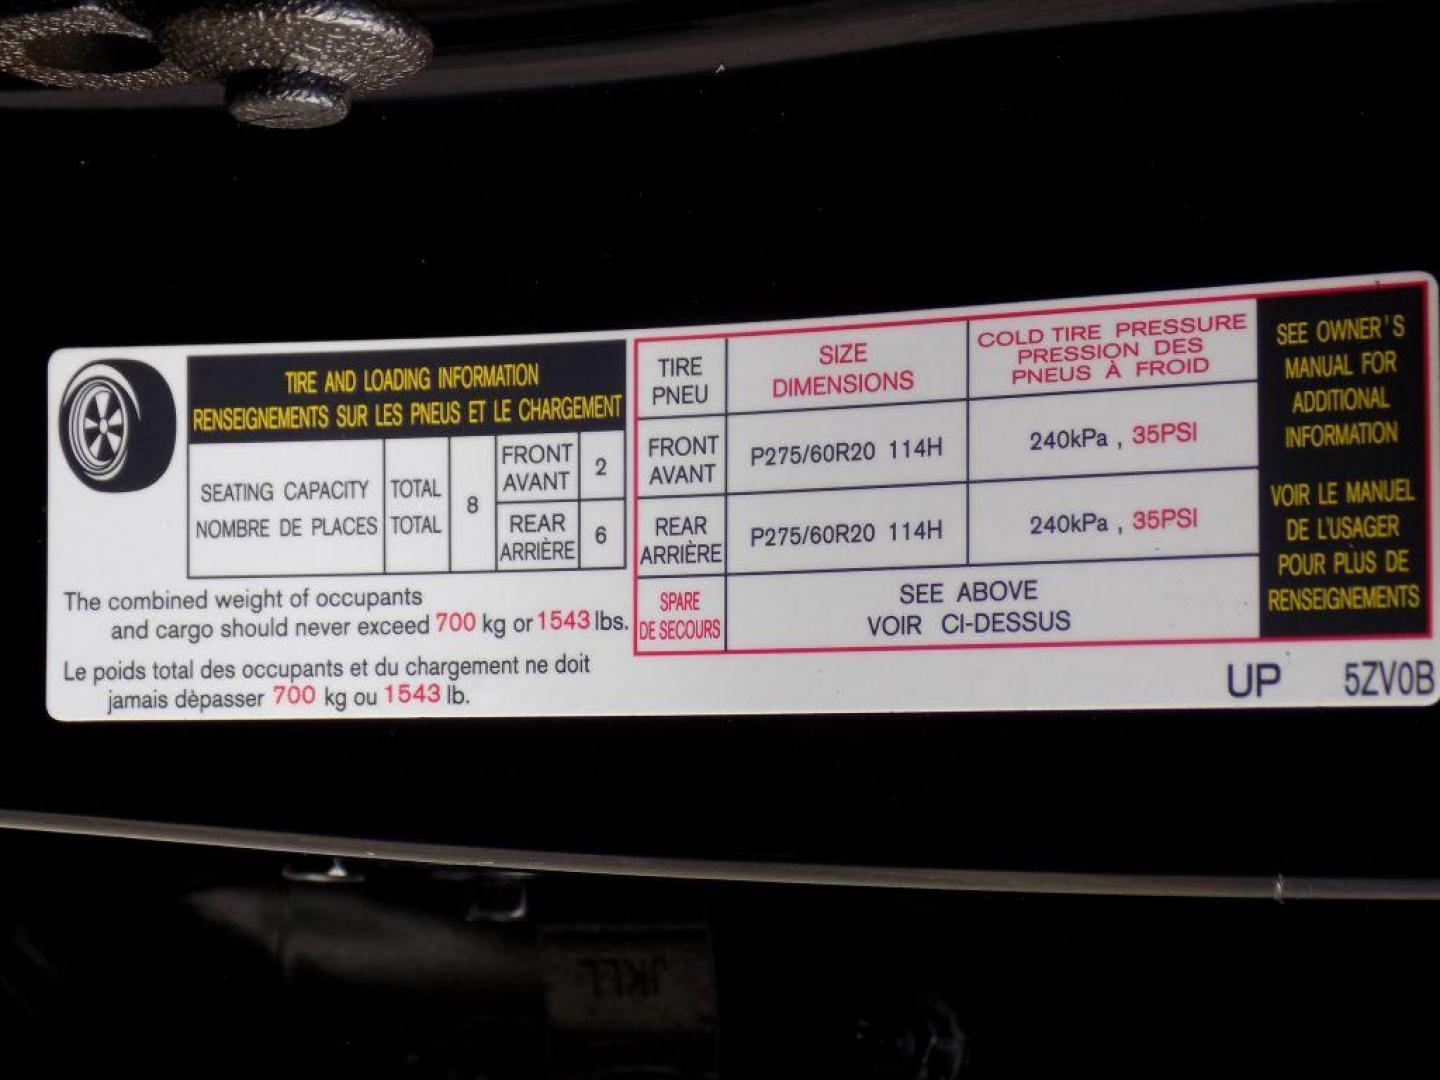 TIRE AND LOADING INFORMATION
RENSEIGNEMENTS SUR LES PNEUS ET LE CHARGEMENT
SEATING CAPACITY
NOMBRE DE PLACES
TOTAL
TOTAL
8
FRONT
AVANT
2
REAR
ARRIÈRE
6
The combined weight of occupants
and cargo should never exceed 700 kg or 1543 lbs.
Le poids total des occupants et du chargement ne doit
jamais dèpasser 700 kg ou 1543 lb.
TIRE
PNEU
SIZE
DIMENSIONS
COLD TIRE PRESSURE
PRESSION DES
PNEUS À FROID
FRONT
AVANT
P275/60R20 114H
240kPa , 35PSI
REAR
ARRIÈRE
P275/60R20 114H
240kPa , 35PSI
SPARE
DE SECOURS
SEE ABOVE
VOIR CI-DESSUS
SEE OWNER'S
MANUAL FOR
ADDITIONAL
INFORMATION
VOIR LE MANUEL
DE L'USAGER
POUR PLUS DE
RENSEIGNEMENTS
UP 5ZV0B